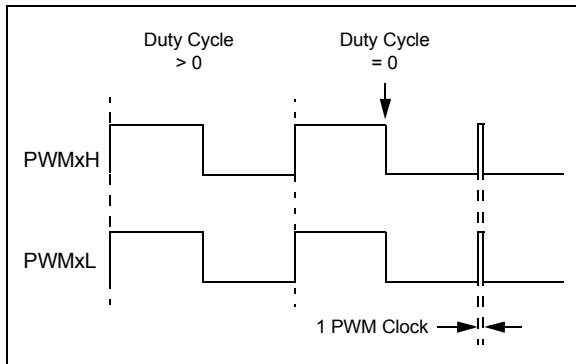 Duty Cycle
> 0
Duty Cycle
= 0
PWMxH
PWMxL
1 PWM Clock